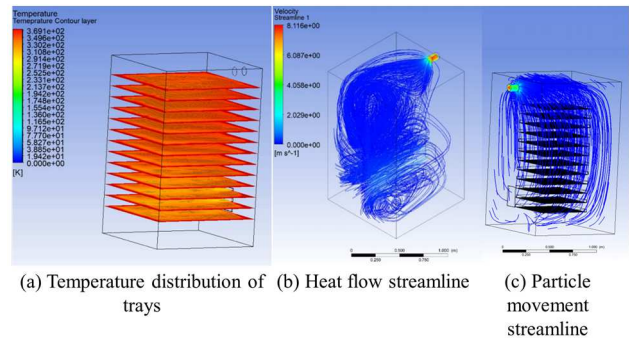 Temperature
Temeprature Contour layer
3.691e+02
3.496e+02
3.302e+02
3.108e+02
2.914e+02
2.719e+02
2.525e+02
2.331e+02
2.137e+02
1.942e+02
1.748e+02
1.554e+02
1.360e+02
1.165e+02
9.712e+01
7.770e+01
5.827e+01
3.885e+01
1.942e+01
0.000e+00
[K]
Velocity
Streamline 1
8.116e+00
6.087e+00
4.058e+00
2.029e+00
0.000e+00
[m s^-1]
0.250
0.500
0.750
1.000 (m)
0.250
0.500
0.750
1.000 (m)
(a) Temperature distribution of
trays
(b) Heat flow streamline
(c) Particle
movement
streamline